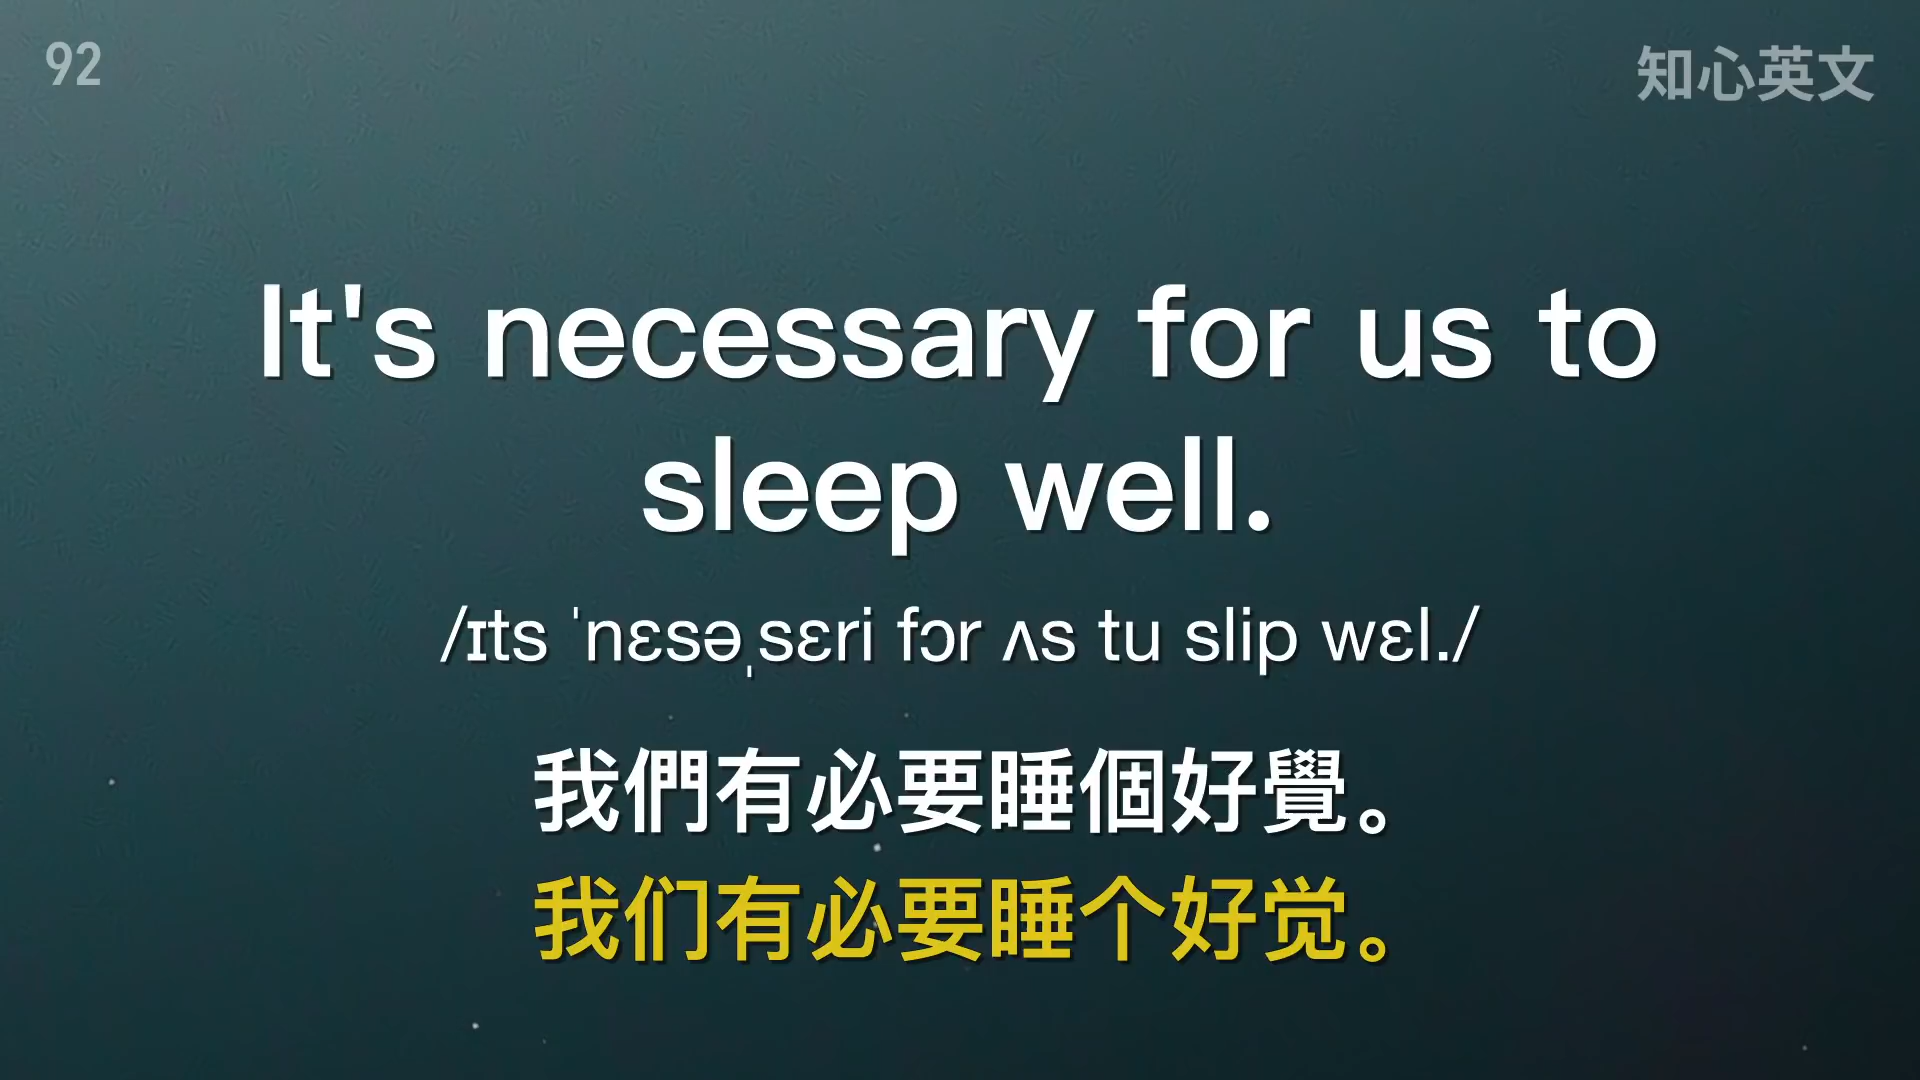 92
知心英文
It's necessary for us to
sleep well.
/ɪts ˈnɛsəˌsɛri fɔr ʌs tu slip wɛl./
我們有必要睡個好覺。
我们有必要睡个好觉。